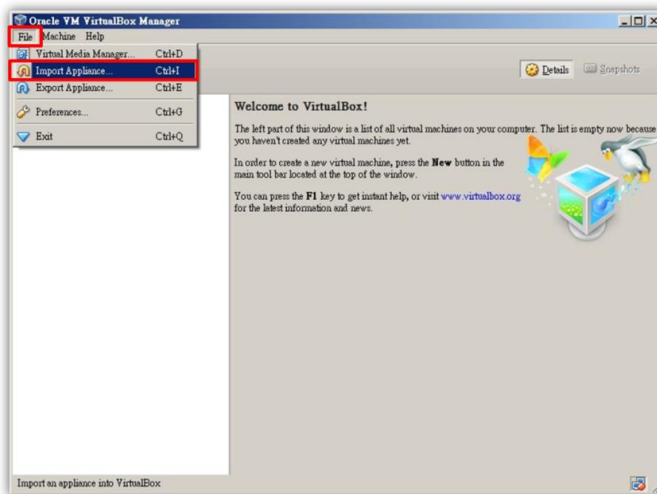 Oracle VM VirtualBox Manager
File Machine Help
Virtual Media Manager... Ctrl+D
Import Appliance... Ctrl+I
Export Appliance... Ctrl+E
Preferences... Ctrl+G
Exit Ctrl+Q
Details Snapshots
Welcome to VirtualBox!
The left part of this window is a list of all virtual machines on your computer. The list is empty now because
you haven't created any virtual machines yet.
In order to create a new virtual machine, press the New button in the
main tool bar located at the top of the window.
You can press the F1 key to get instant help, or visit www.virtualbox.org
for the latest information and news.
Import an appliance into VirtualBox